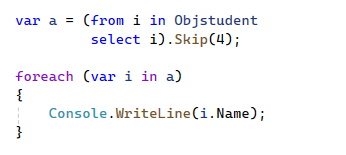 var a = (from i in Objstudent
         select i).Skip(4);
foreach (var i in a)
{
    Console.WriteLine(i.Name);
}